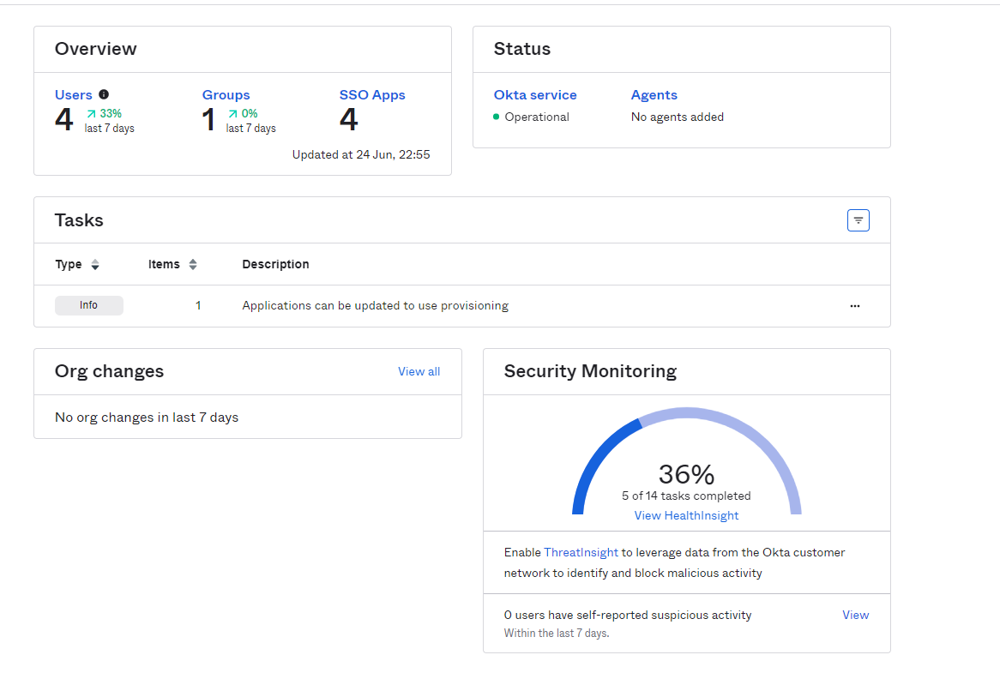 Overview
Users
Groups
SSO Apps
4
33%
last 7 days
1
0%
last 7 days
4
Updated at 24 Jun, 22:55
Status
Okta service
Agents
Operational
No agents added
Tasks
Type
Items
Description
Info
1
Applications can be updated to use provisioning
Org changes
View all
No org changes in last 7 days
Security Monitoring
36%
5 of 14 tasks completed
View HealthInsight
Enable ThreatInsight to leverage data from the Okta customer
network to identify and block malicious activity
0 users have self-reported suspicious activity
View
Within the last 7 days.